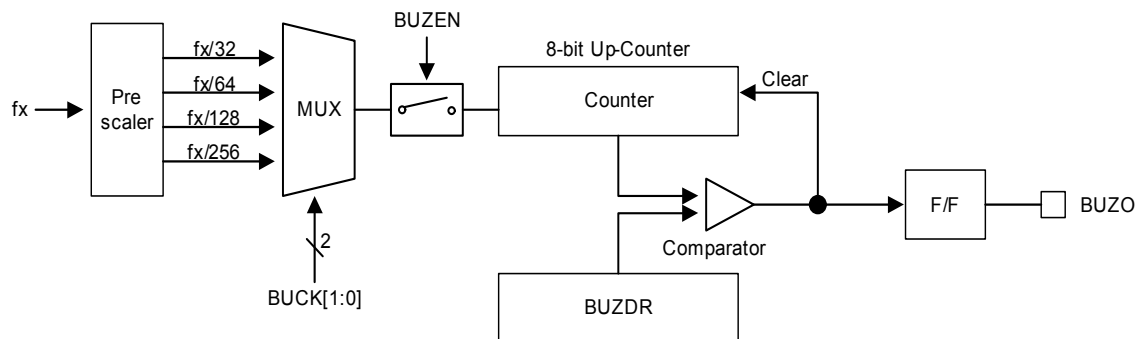 BUZEN
8-bit Up-Counter
fx
Pre
scaler
fx/32
fx/64
fx/128
fx/256
MUX
Counter
Clear
2
BUCK[1:0]
Comparator
F/F
BUZO
BUZDR